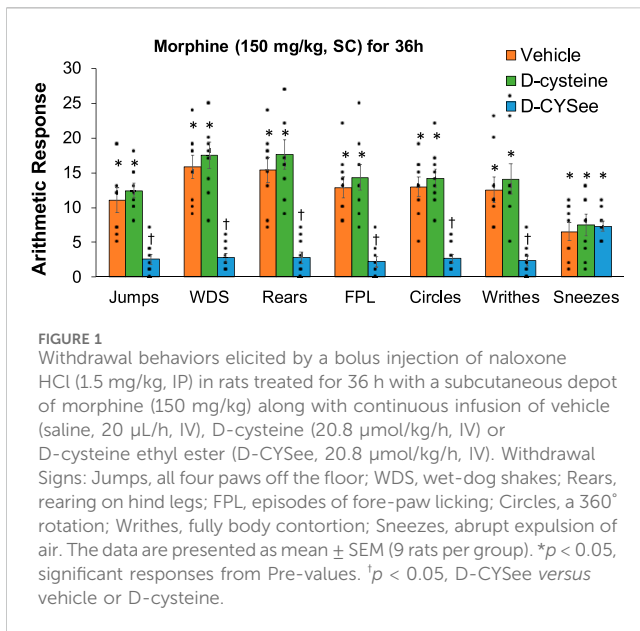 Morphine (150 mg/kg, SC) for 36h
Vehicle
D-cysteine
D-CYSee
Arithmetic Response
30
25
20
15
10
5
0
* * † * * † * * † * * † * * † * * † * * *
Jumps WDS Rears FPL Circles Writhes Sneezes
FIGURE 1
Withdrawal behaviors elicited by a bolus injection of naloxone
HCl (1.5 mg/kg, IP) in rats treated for 36 h with a subcutaneous depot
of morphine (150 mg/kg) along with continuous infusion of vehicle
(saline, 20 μL/h, IV), D-cysteine (20.8 μmol/kg/h, IV) or
D-cysteine ethyl ester (D-CYSee, 20.8 μmol/kg/h, IV). Withdrawal
Signs: Jumps, all four paws off the floor; WDS, wet-dog shakes; Rears,
rearing on hind legs; FPL, episodes of fore-paw licking; Circles, a 360°
rotation; Writhes, fully body contortion; Sneezes, abrupt expulsion of
air. The data are presented as mean ± SEM (9 rats per group). *p < 0.05,
significant responses from Pre-values. †p < 0.05, D-CYSee versus
vehicle or D-cysteine.